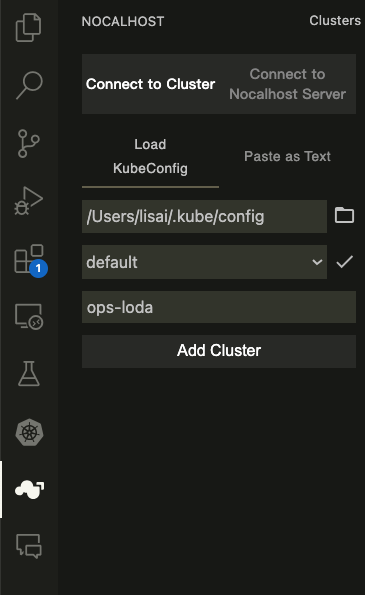 NOCALHOST
Clusters
Connect to Cluster
Connect to
Nocalhost Server
Load
KubeConfig
Paste as Text
/Users/lisai/.kube/config
default
1
ops-loda
Add Cluster